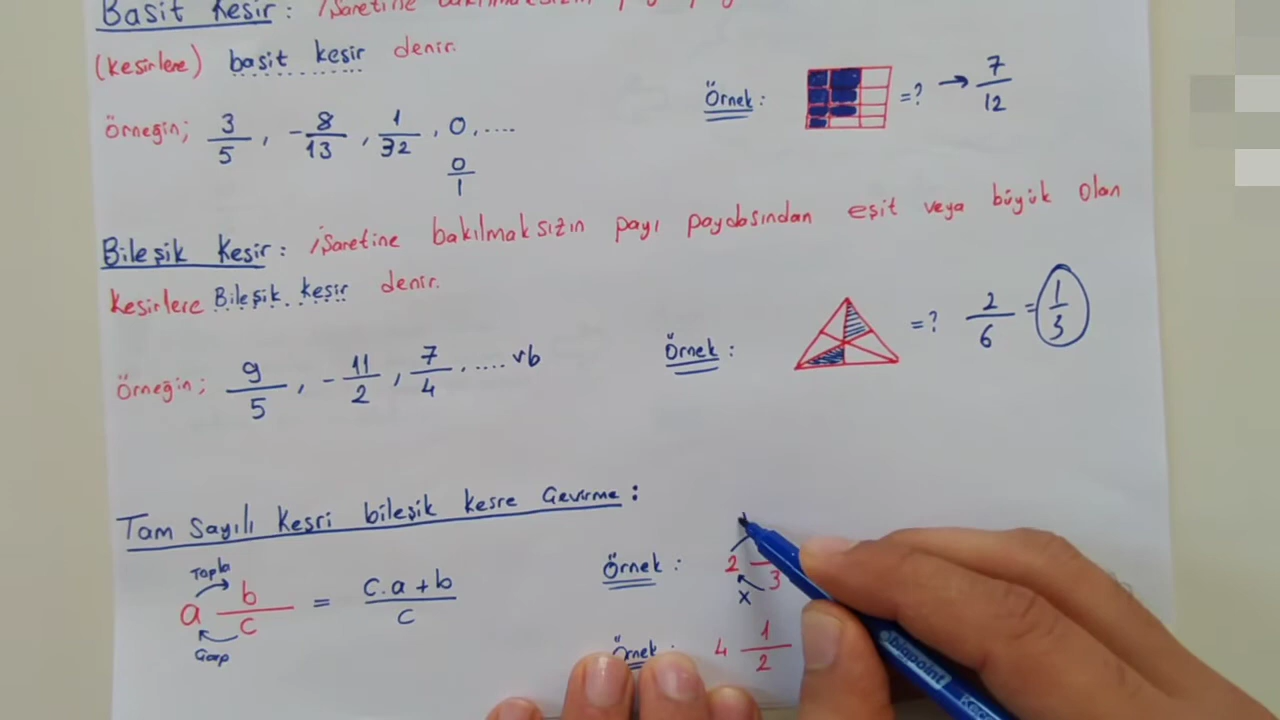 Basit Kesir : İşaretine bakılmaksızın
(kesirlere) basit kesir denir.
Örneğin; 3/5 , -8/13 , 1/32 , 0, ....
0/1
Örnek : =? → 7/12
Bileşik Kesir : İşaretine bakılmaksızın payı paydasından eşit veya büyük olan
kesirlere Bileşik kesir denir.
Örneğin; 9/5 , -11/2 , 7/4 , .... vb
Örnek : =? 2/6 = 1/3
Tam Sayılı Kesri bileşik kesre Çevirme :
Topla
a b/c = c.a+b/c
Çarp
Örnek : 2 3
x
Örnek : 4 1/2